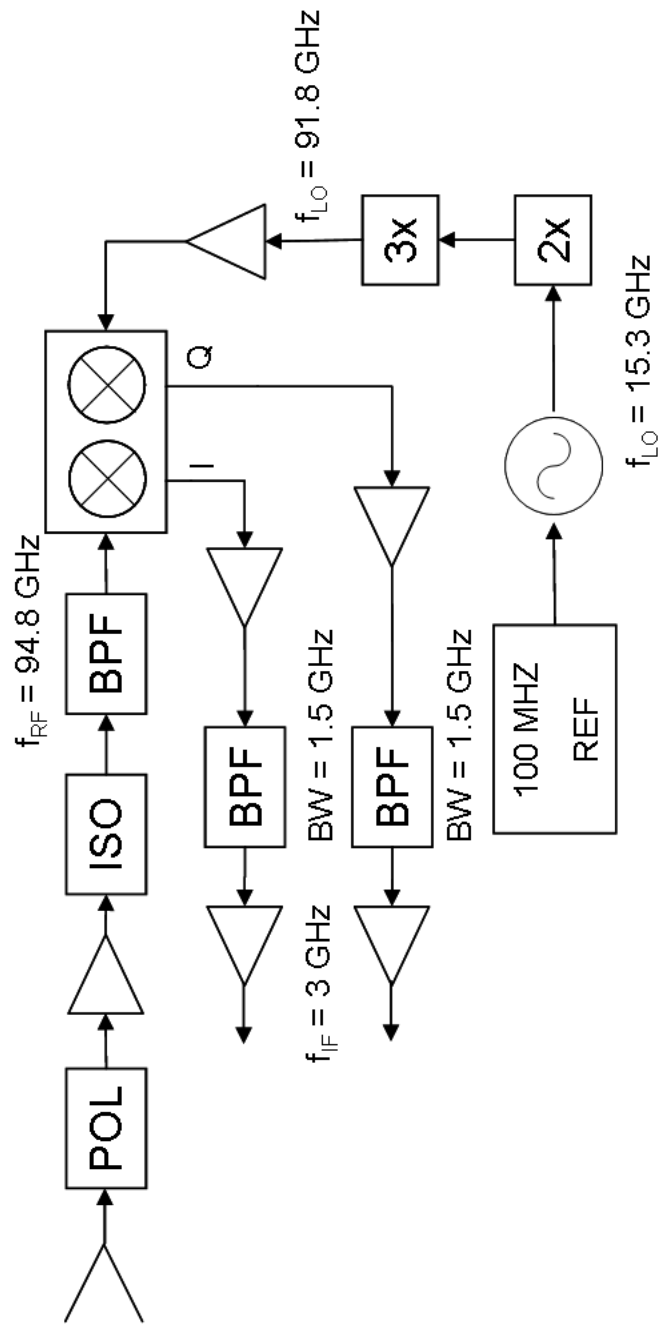 POL
ISO
BPF
f_RF = 94.8 GHz
I
Q
BPF
BW = 1.5 GHz
f_IF = 3 GHz
BPF
BW = 1.5 GHz
f_LO = 91.8 GHz
3x
2x
100 MHZ
REF
f_LO = 15.3 GHz